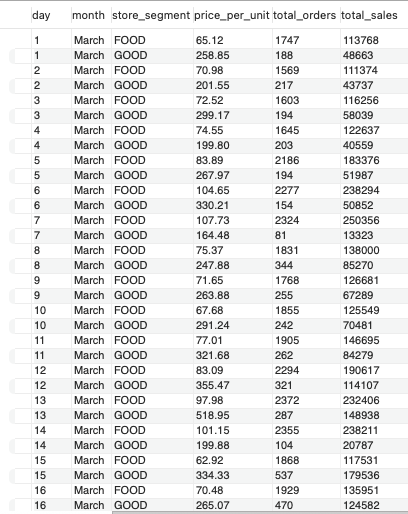 day month store_segment price_per_unit total_orders total_sales
1 March FOOD 65.12 1747 113768
1 March GOOD 258.85 188 48663
2 March FOOD 70.98 1569 111374
2 March GOOD 201.55 217 43737
3 March FOOD 72.52 1603 116256
3 March GOOD 299.17 194 58039
4 March FOOD 74.55 1645 122637
4 March GOOD 199.80 203 40559
5 March FOOD 83.89 2186 183376
5 March GOOD 267.97 194 51987
6 March FOOD 104.65 2277 238294
6 March GOOD 330.21 154 50852
7 March FOOD 107.73 2324 250356
7 March GOOD 164.48 81 13323
8 March FOOD 75.37 1831 138000
8 March GOOD 247.88 344 85270
9 March FOOD 71.65 1768 126681
9 March GOOD 263.88 255 67289
10 March FOOD 67.68 1855 125549
10 March GOOD 291.24 242 70481
11 March FOOD 77.01 1905 146695
11 March GOOD 321.68 262 84279
12 March FOOD 83.09 2294 190617
12 March GOOD 355.47 321 114107
13 March FOOD 97.98 2372 232406
13 March GOOD 518.95 287 148938
14 March FOOD 101.15 2355 238211
14 March GOOD 199.88 104 20787
15 March FOOD 62.92 1868 117531
15 March GOOD 334.33 537 179536
16 March FOOD 70.48 1929 135951
16 March GOOD 265.07 470 124582